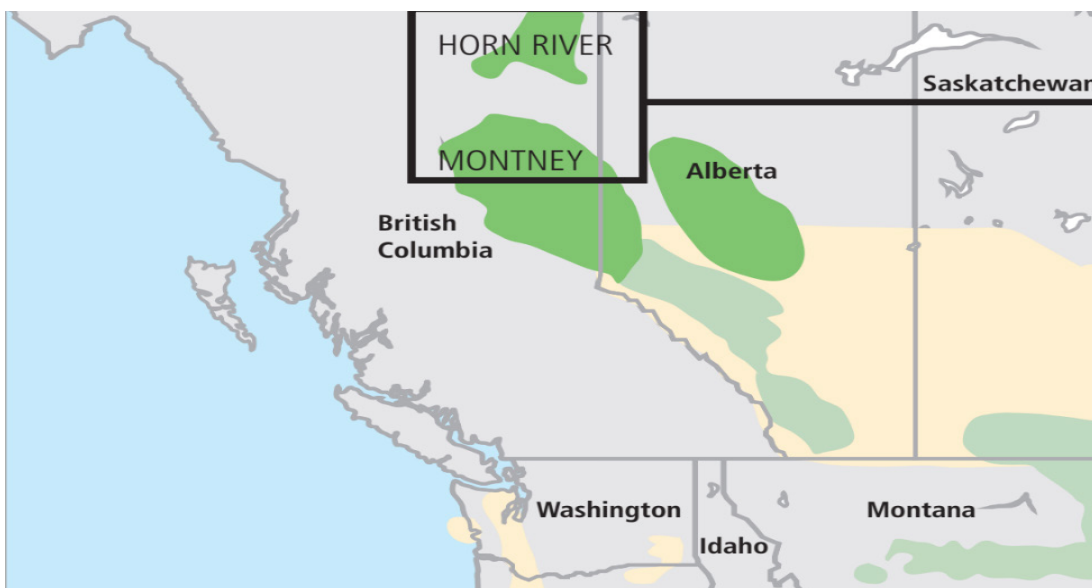 HORN RIVER
Saskatchewan
MONTNEY
Alberta
British
Columbia
Washington
Montana
Idaho